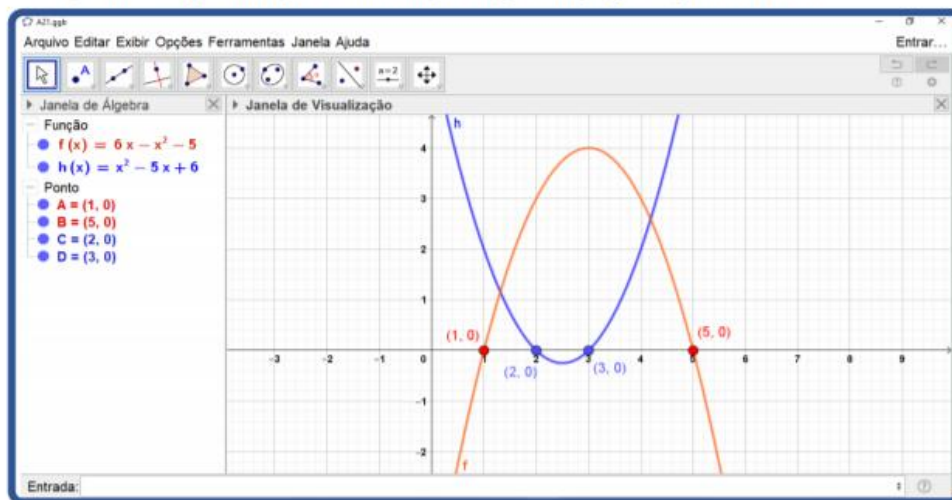 AZ1.ggb
Arquivo Editar Exibir Opções Ferramentas Janela Ajuda
Entrar...
A
a=2
Janela de Álgebra
Janela de Visualização
Função
f(x) = 6x − x² − 5
h(x) = x² − 5x + 6
Ponto
A = (1, 0)
B = (5, 0)
C = (2, 0)
D = (3, 0)
h
4
3
2
1
(1, 0)
(5, 0)
-3 -2 -1 0 1 2 3 4 5 6 7 8 9
(2, 0)
(3, 0)
-1
-2
f
Entrada: